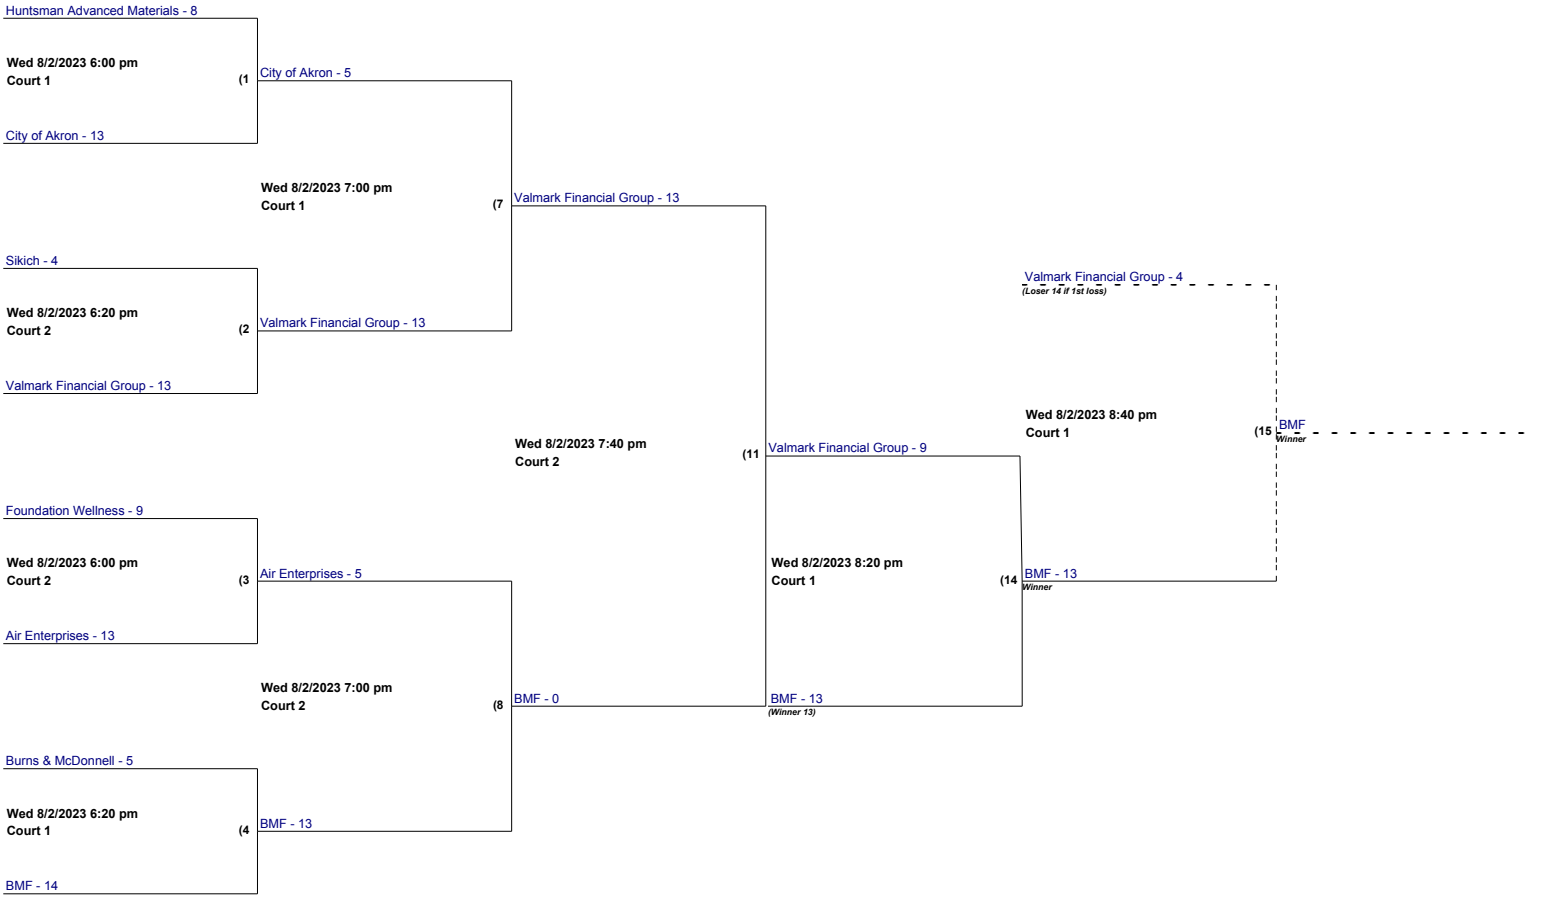 Huntsman Advanced Materials - 8
Wed 8/2/2023 6:00 pm
Court 1
(1
City of Akron - 5
City of Akron - 13
Wed 8/2/2023 7:00 pm
Court 1
(7
Valmark Financial Group - 13
Sikich - 4
Wed 8/2/2023 6:20 pm
Court 2
(2
Valmark Financial Group - 13
Valmark Financial Group - 13
Valmark Financial Group - 4
(Loser 14 if 1st loss)
Wed 8/2/2023 8:40 pm
Court 1
(15
BMF
Winner
Wed 8/2/2023 7:40 pm
Court 2
(11
Valmark Financial Group - 9
Foundation Wellness - 9
Wed 8/2/2023 6:00 pm
Court 2
(3
Air Enterprises - 5
Air Enterprises - 13
Wed 8/2/2023 8:20 pm
Court 1
(14
BMF - 13
Winner
Wed 8/2/2023 7:00 pm
Court 2
(8
BMF - 0
BMF - 13
(Winner 13)
Burns & McDonnell - 5
Wed 8/2/2023 6:20 pm
Court 1
(4
BMF - 13
BMF - 14